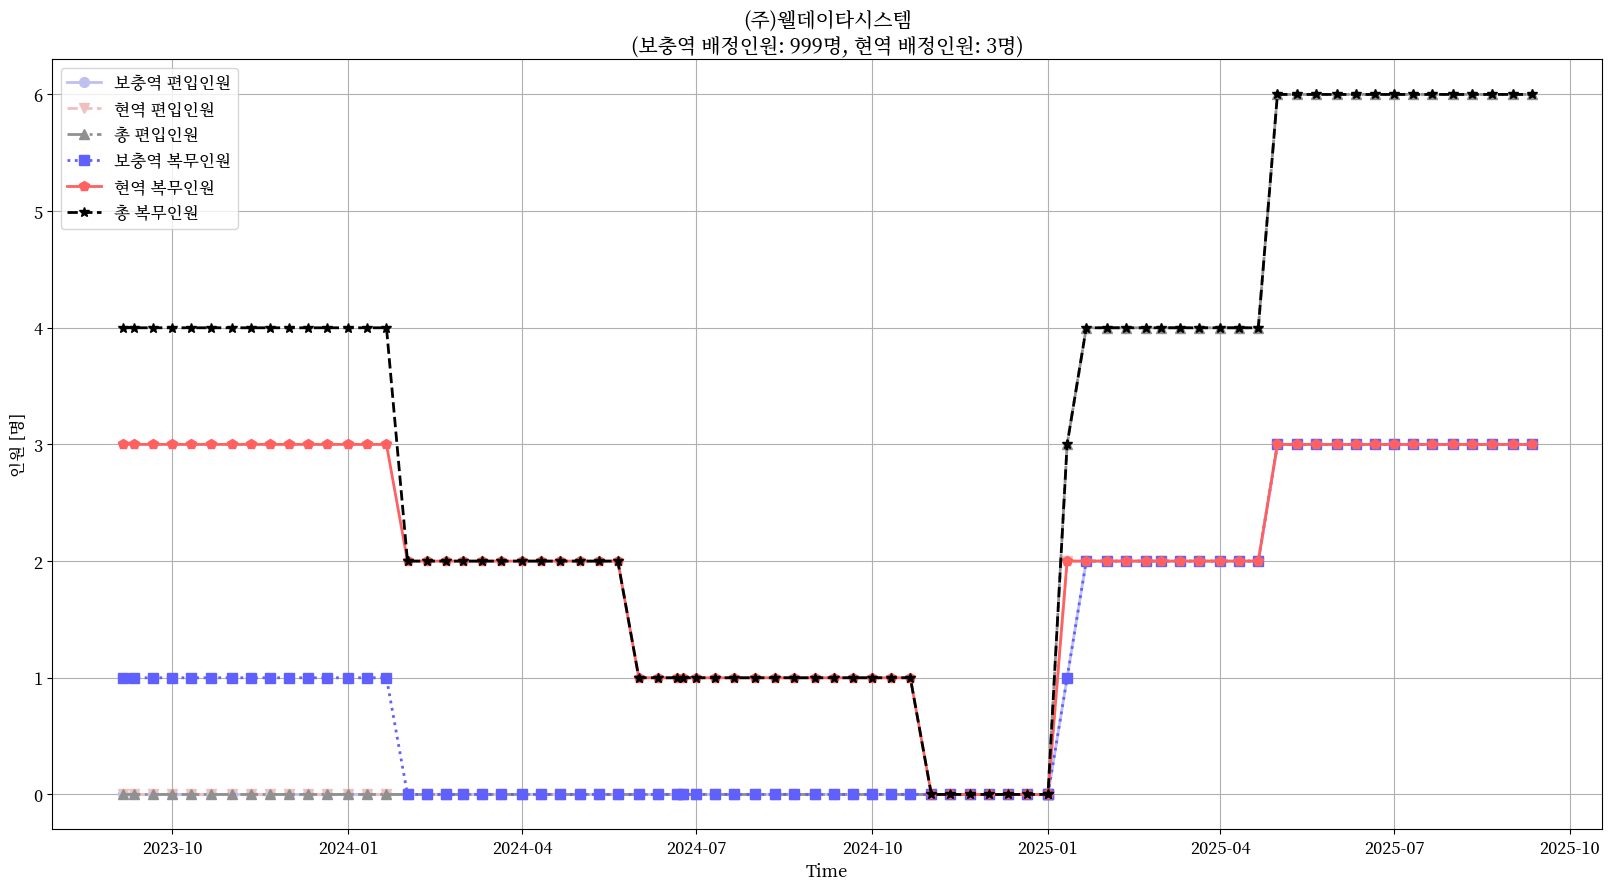 (주)웰데이타시스템
(보충역 배정인원: 999명, 현역 배정인원: 3명)
보충역 편입인원
현역 편입인원
총 편입인원
보충역 복무인원
현역 복무인원
총 복무인원
인원 [명]
6
5
4
3
2
1
0
2023-10
2024-01
2024-04
2024-07
2024-10
2025-01
2025-04
2025-07
2025-10
Time